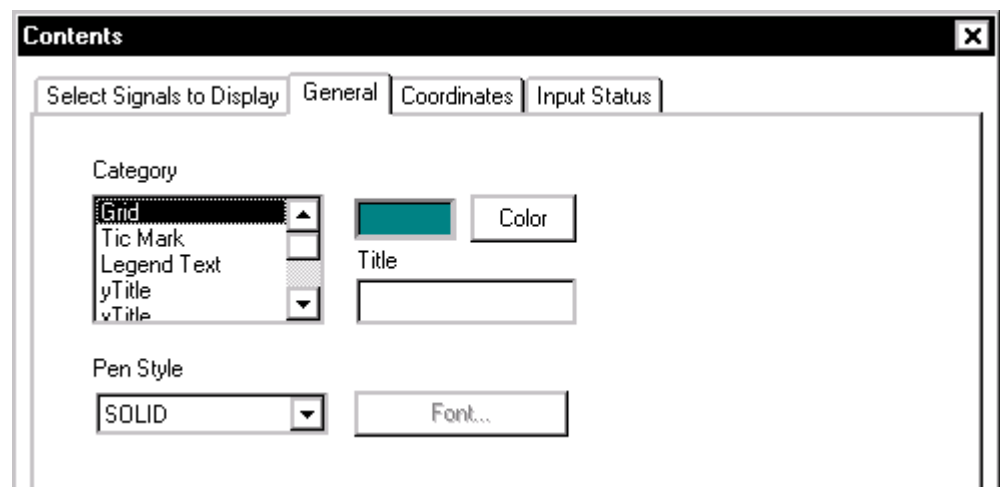 Contents
Select Signals to Display General Coordinates Input Status
Category
Grid
Color
Tic Mark
Legend Text
Title
yTitle
xTitle
Pen Style
SOLID
Font...